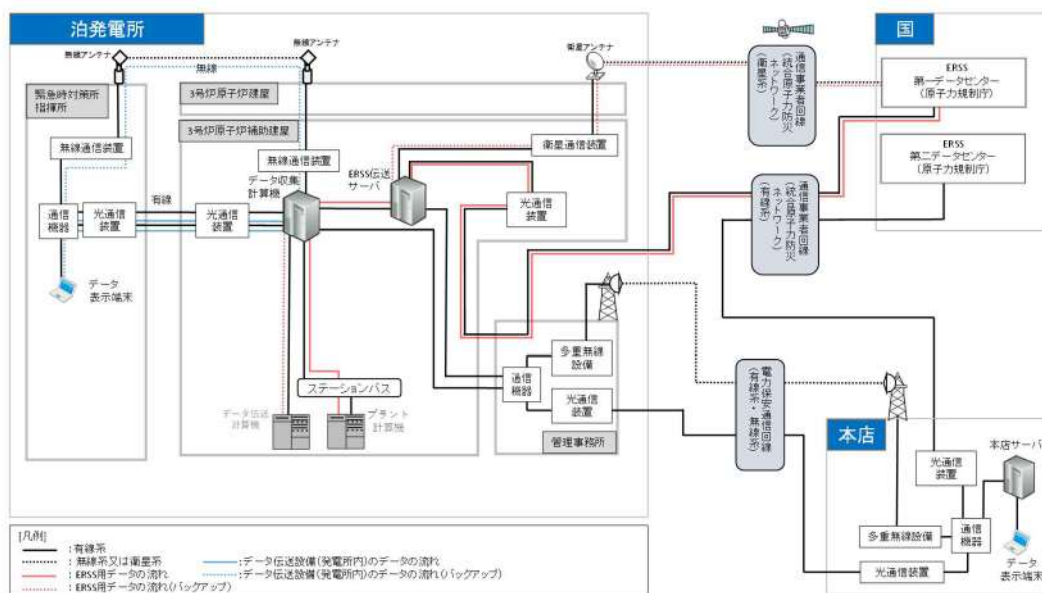 泊発電所
無線アンテナ
無線アンテナ
無線
衛星アンテナ
緊急時対策所
指揮所
3号炉原子炉建屋
3号炉原子炉補助建屋
無線通信装置
無線通信装置
衛星通信装置
データ収集
計算機
ERSS伝送
サーバ
有線
通信
機器
光通信
装置
光通信
装置
光通信
装置
データ
表示端末
ステーションバス
データ伝送
計算機
プラント
計算機
多重無線
設備
通信
機器
光通信
装置
管理事務所
通信事業者回線
(統合原子力防災
ネットワーク)
(衛星系)
通信事業者回線
(統合原子力防災
ネットワーク)
(有線系)
電力保安通信回線
(有線系・無線系)
国
ERSS
第一データセンター
(原子力規制庁)
ERSS
第二データセンター
(原子力規制庁)
本店
光通信
装置
本店サーバ
多重無線設備
通信
機器
光通信装置
データ
表示端末
[凡例]
:有線系
:無線系又は衛星系
:ERSS用データの流れ
:ERSS用データの流れ(バックアップ)
:データ伝送設備(発電所内)のデータの流れ
:データ伝送設備(発電所内)のデータの流れ(バックアップ)